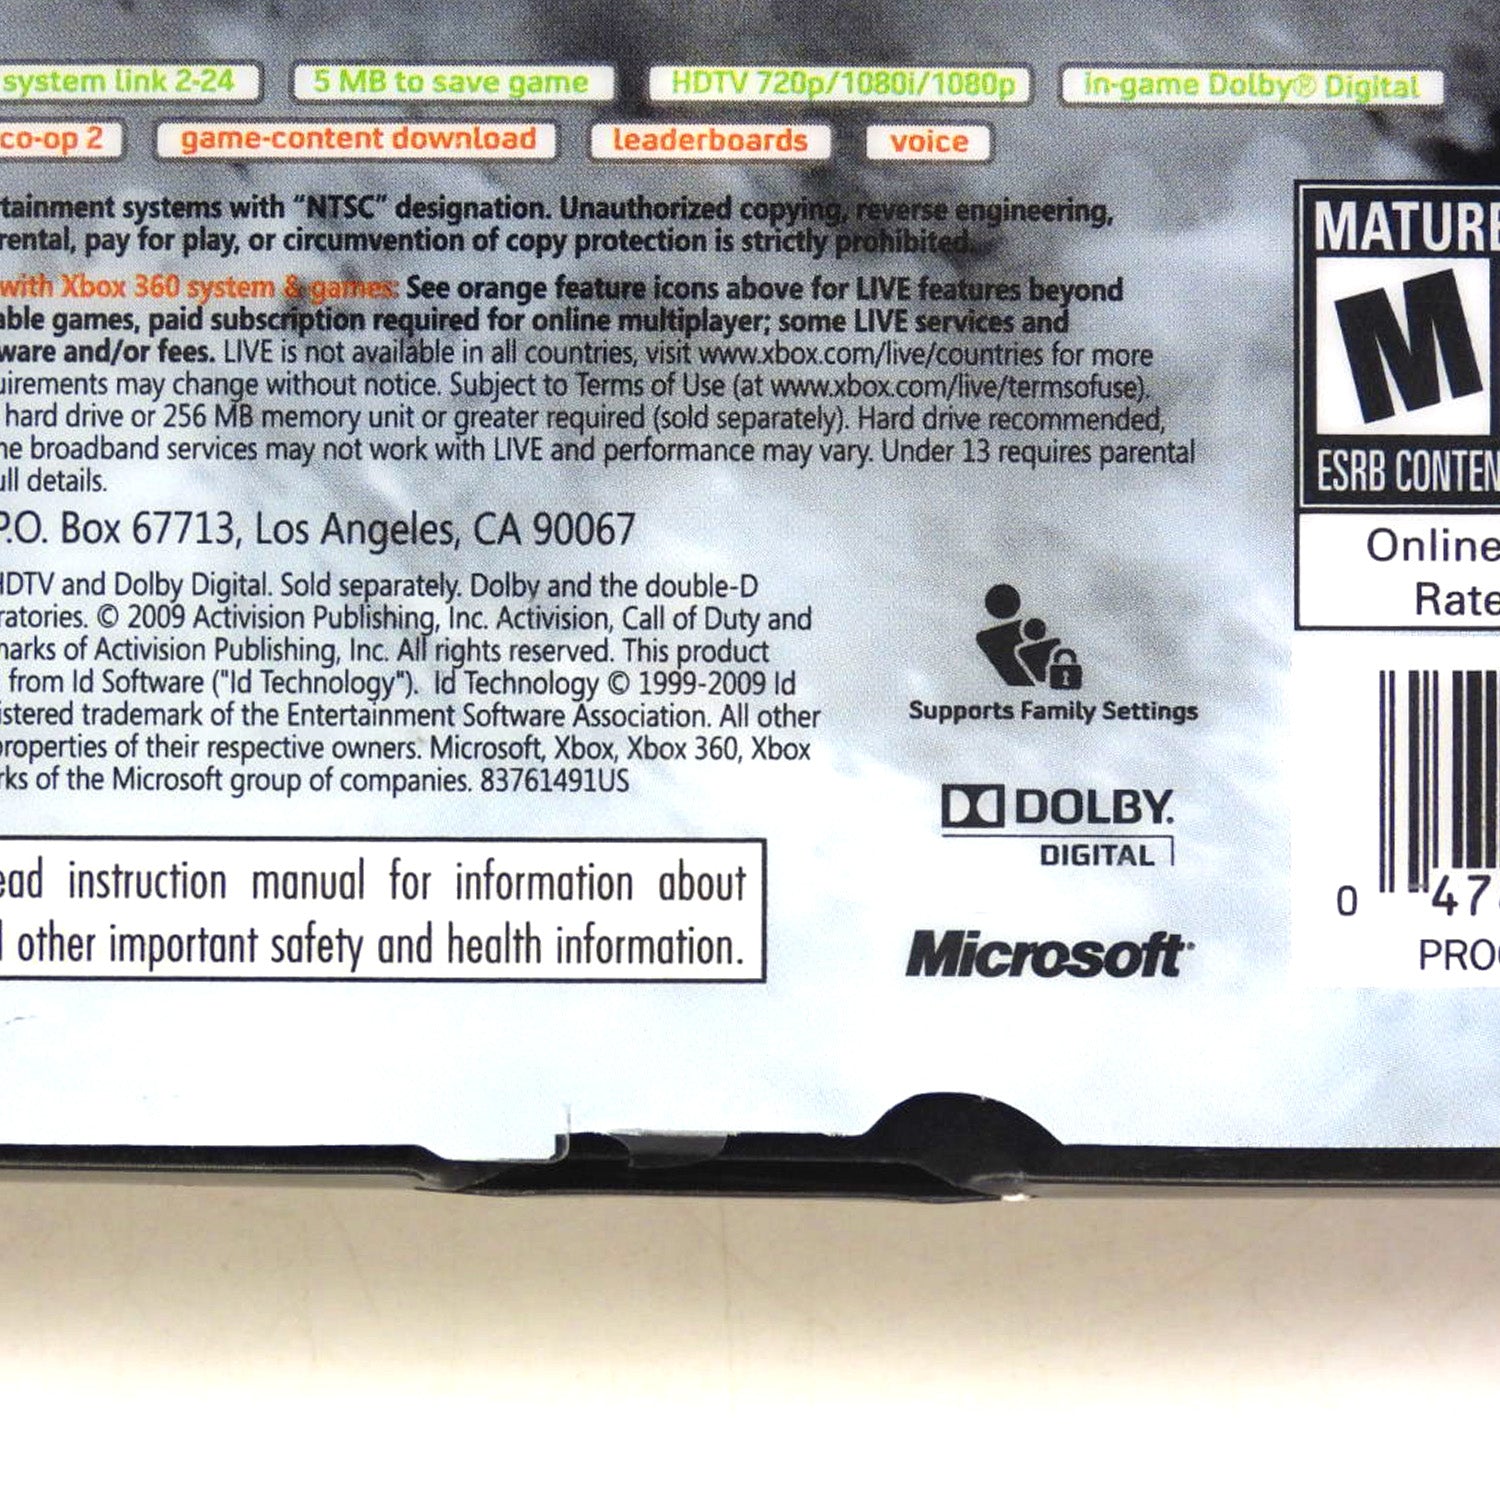 system link 2-24 5 MB to save game HDTV 720p/1080i/1080p in-game Dolby® Digital
co-op 2 game-content download leaderboards voice
tainment systems with “NTSC” designation. Unauthorized copying, reverse engineering,
rental, pay for play, or circumvention of copy protection is strictly prohibited.
with Xbox 360 system & games: See orange feature icons above for LIVE features beyond
able games, paid subscription required for online multiplayer; some LIVE services and
ware and/or fees. LIVE is not available in all countries, visit www.xbox.com/live/countries for more
uirements may change without notice. Subject to Terms of Use (at www.xbox.com/live/termsofuse).
hard drive or 256 MB memory unit or greater required (sold separately). Hard drive recommended,
ne broadband services may not work with LIVE and performance may vary. Under 13 requires parental
ull details.
P.O. Box 67713, Los Angeles, CA 90067
HDTV and Dolby Digital. Sold separately. Dolby and the double-D
ratories. © 2009 Activision Publishing, Inc. Activision, Call of Duty and
marks of Activision Publishing, Inc. All rights reserved. This product
from Id Software ("Id Technology"). Id Technology © 1999-2009 Id
istered trademark of the Entertainment Software Association. All other
properties of their respective owners. Microsoft, Xbox, Xbox 360, Xbox
rks of the Microsoft group of companies. 83761491US
ead instruction manual for information about
other important safety and health information.
Supports Family Settings
DOLBY.
DIGITAL
Microsoft
MATURE
M
ESRB CONTEN
Online
Rate
0 47
PRO